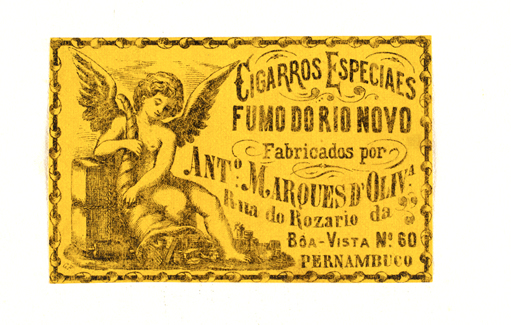 CIGARROS ESPECIAES
FUMO DO RIO NOVO
Fabricados por
ANT.º MARQUES D'OLIV.ª
Rua do Rozario da
BÔA-VISTA Nº. 60
PERNAMBUCO